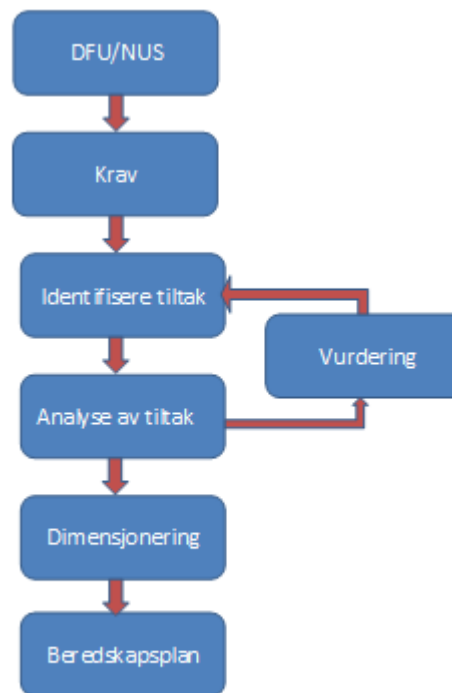 DFU/NUS
Krav
Identifisere tiltak
Vurdering
Analyse av tiltak
Dimensjonering
Beredskapsplan